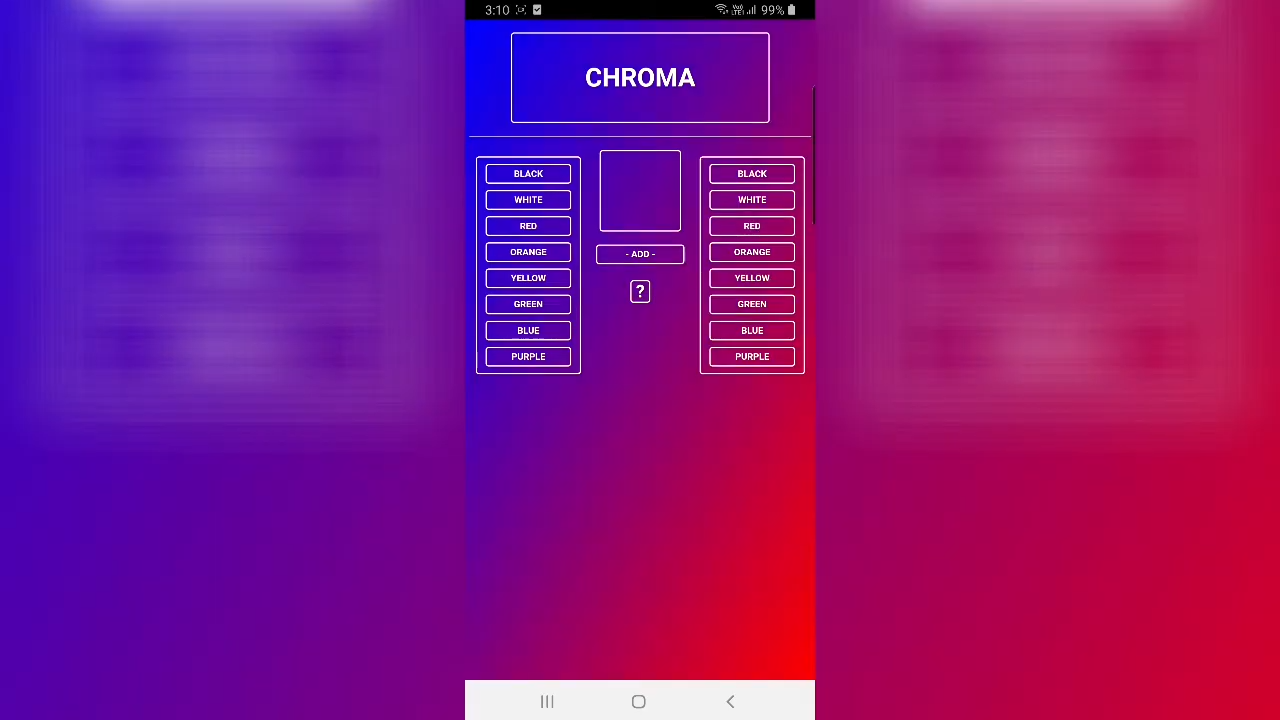 3:10 99%
CHROMA
BLACK
WHITE
RED
ORANGE
YELLOW
GREEN
BLUE
PURPLE
- ADD -
?
BLACK
WHITE
RED
ORANGE
YELLOW
GREEN
BLUE
PURPLE